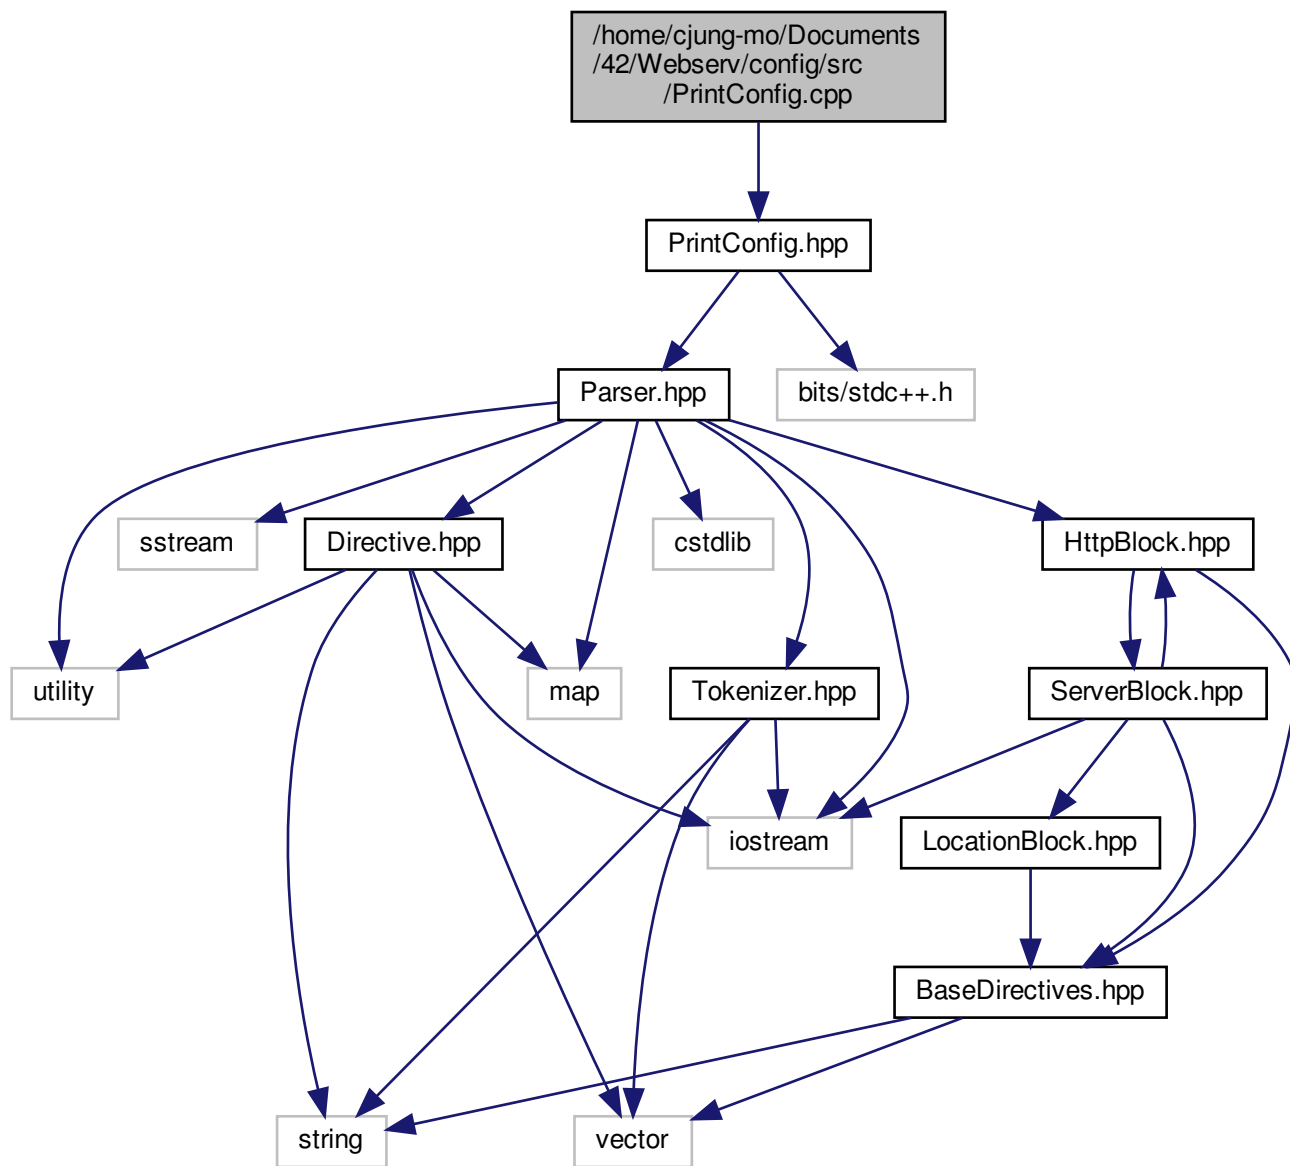 /home/cjung-mo/Documents
/42/Webserv/config/src
/PrintConfig.cpp
PrintConfig.hpp
Parser.hpp
bits/stdc++.h
sstream
Directive.hpp
cstdlib
HttpBlock.hpp
utility
map
Tokenizer.hpp
ServerBlock.hpp
iostream
LocationBlock.hpp
BaseDirectives.hpp
string
vector